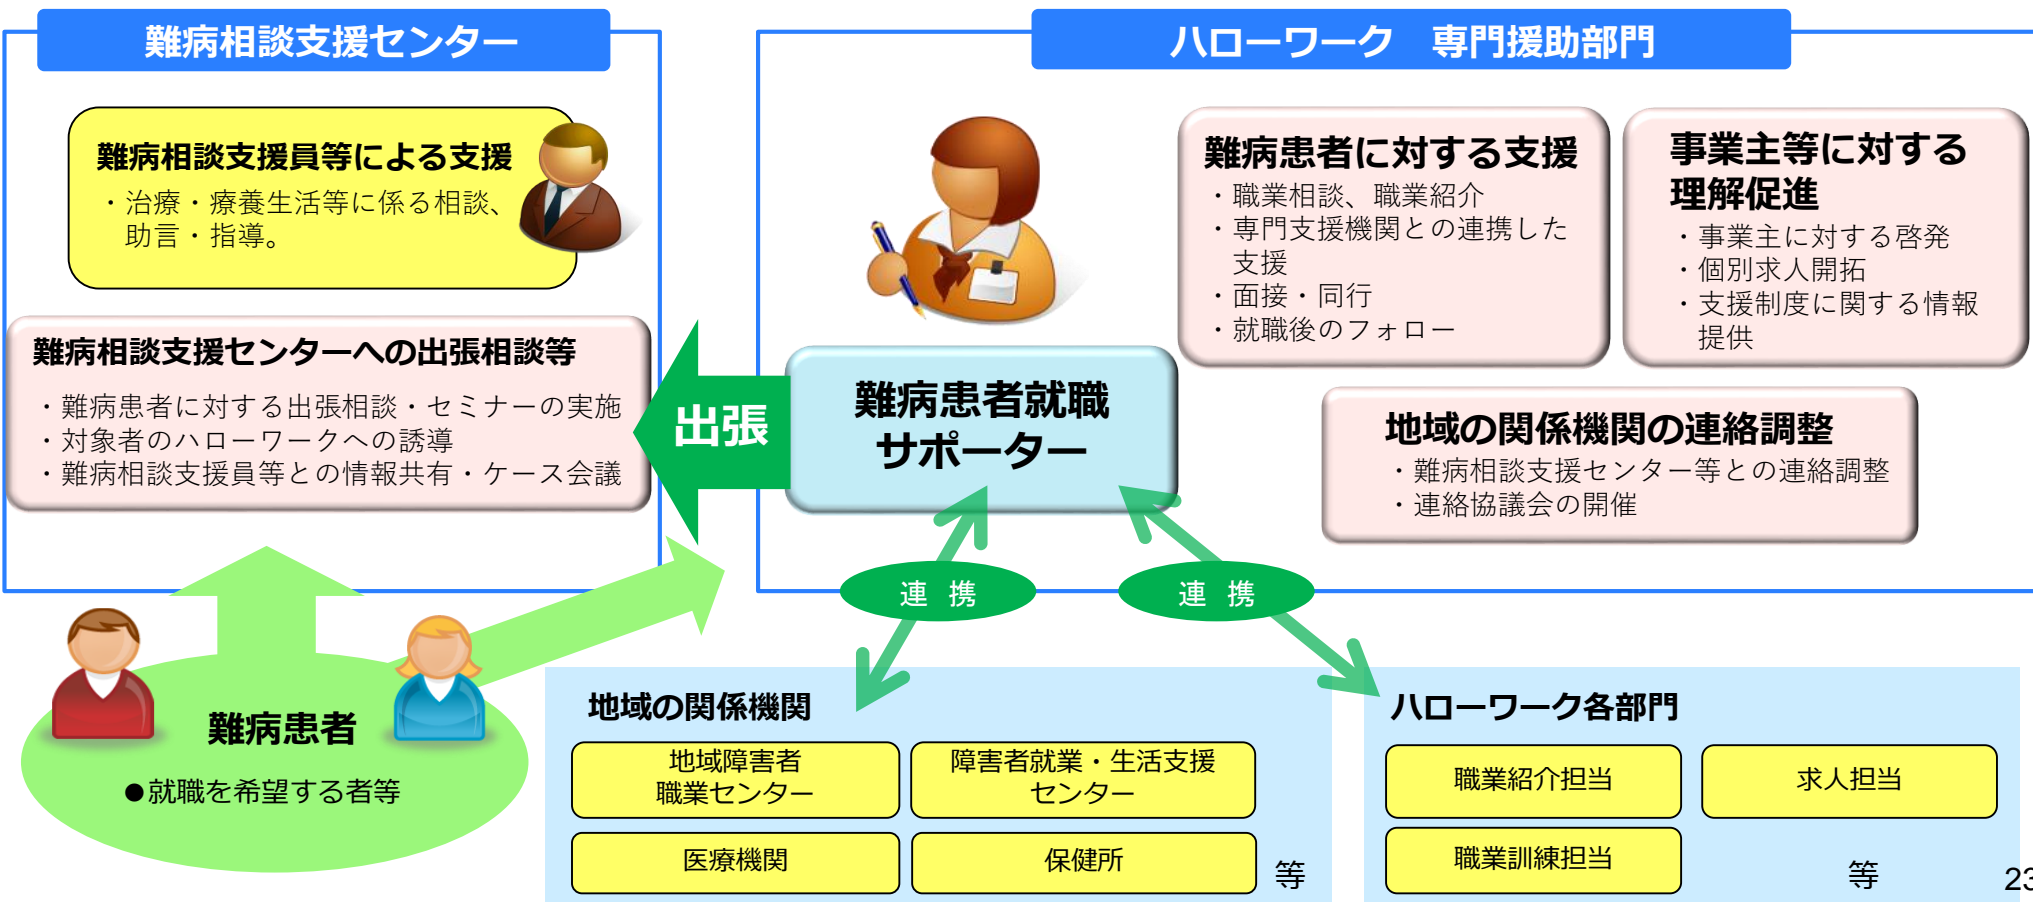 難病相談支援センター
難病相談支援員等による支援
・治療・療養生活等に係る相談、
助言・指導。
難病相談支援センターへの出張相談等
・難病患者に対する出張相談・セミナーの実施
・対象者のハローワークへの誘導
・難病相談支援員等との情報共有・ケース会議
出張
ハローワーク　専門援助部門
難病患者就職
サポーター
難病患者に対する支援
・職業相談、職業紹介
・専門支援機関との連携した
支援
・面接・同行
・就職後のフォロー
事業主等に対する
理解促進
・事業主に対する啓発
・個別求人開拓
・支援制度に関する情報
提供
地域の関係機関の連絡調整
・難病相談支援センター等との連絡調整
・連絡協議会の開催
連 携
連 携
難病患者
●就職を希望する者等
地域の関係機関
地域障害者
職業センター
障害者就業・生活支援
センター
医療機関
保健所
等
ハローワーク各部門
職業紹介担当
求人担当
職業訓練担当
等
23